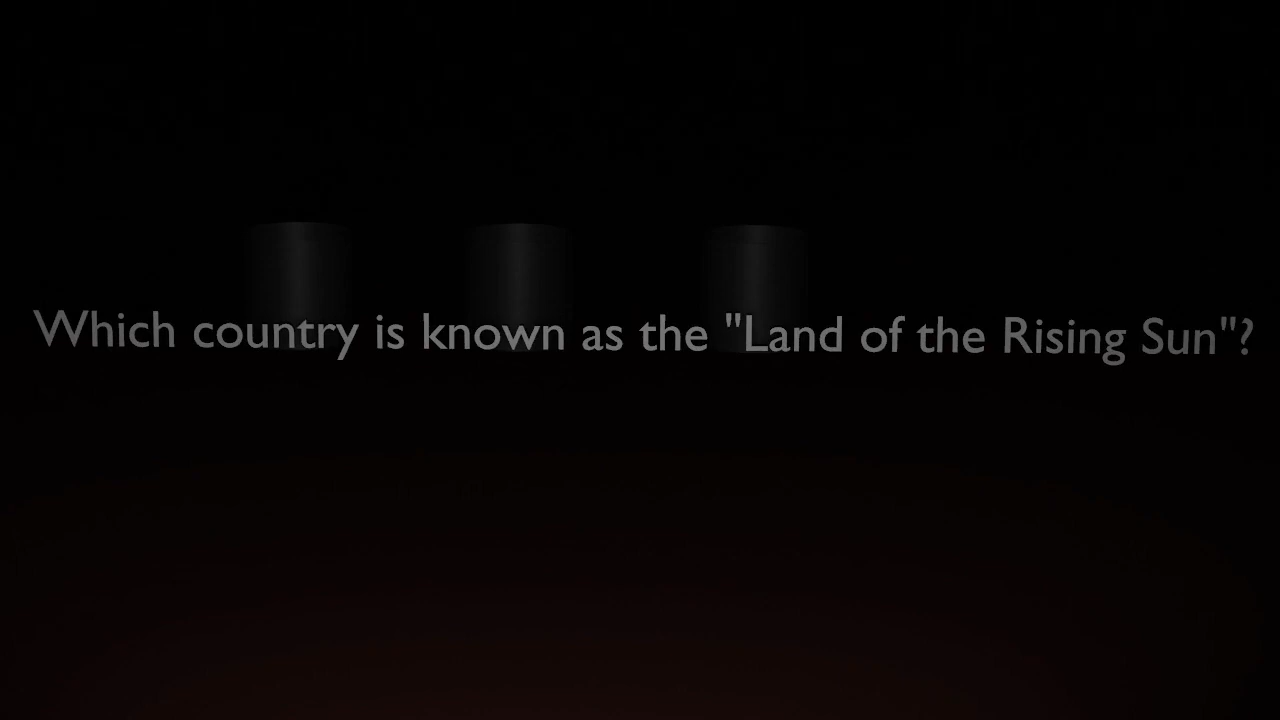 Which country is known as the "Land of the Rising Sun"?